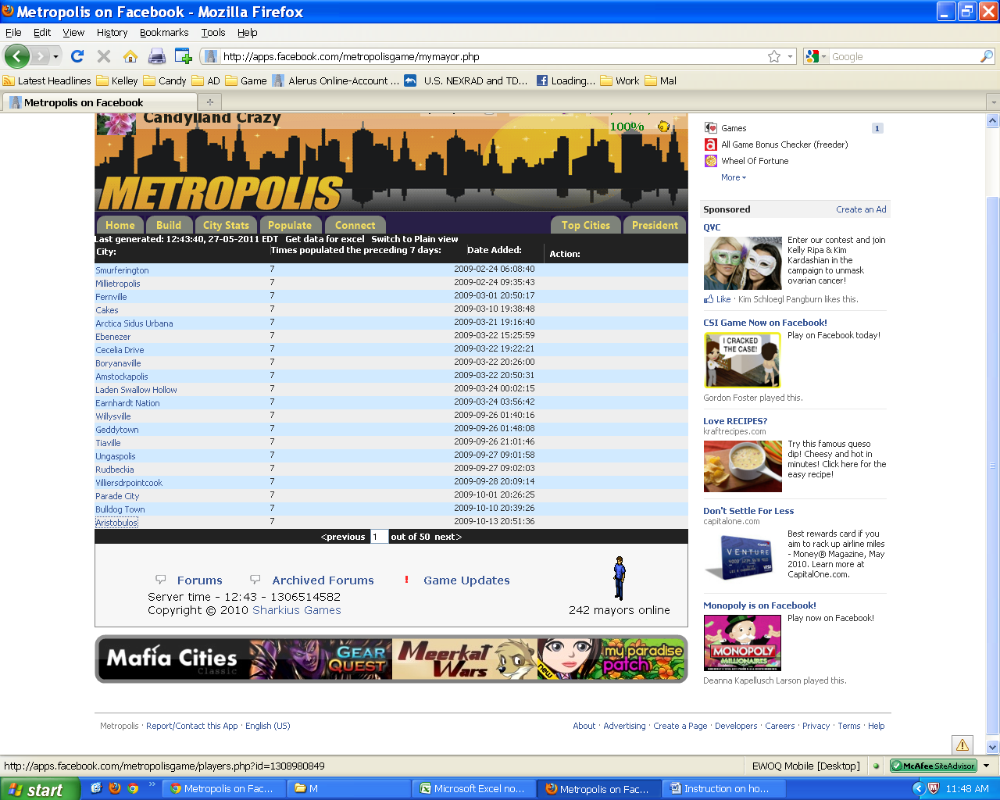 Metropolis on Facebook - Mozilla Firefox
File Edit View History Bookmarks Tools Help
http://apps.facebook.com/metropolisgame/mymayor.php
Google
Latest Headlines Kelley Candy AD Game Alerus Online-Account ... U.S. NEXRAD and TD... Loading... Work Mal
Metropolis on Facebook
Candylland Crazy
100%
METROPOLIS
Home Build City Stats Populate Connect Top Cities President
Last generated: 12:43:40, 27-05-2011 EDT Get data for excel Switch to Plain view
City: Times populated the preceding 7 days: Date Added: Action:
Smurferington 7 2009-02-24 06:08:40
Millietropolis 7 2009-02-24 09:35:43
Fernville 7 2009-03-01 20:50:17
Cakes 7 2009-03-10 19:38:48
Arctica Sidus Urbana 7 2009-03-21 19:16:40
Ebenezer 7 2009-03-22 15:25:59
Cecelia Drive 7 2009-03-22 19:22:21
Boryanaville 7 2009-03-22 20:26:00
Amstockapolis 7 2009-03-22 20:50:31
Laden Swallow Hollow 7 2009-03-24 00:02:15
Earnhardt Nation 7 2009-03-24 03:56:42
Willysville 7 2009-09-26 01:40:16
Geddytown 7 2009-09-26 01:48:08
Tiaville 7 2009-09-26 21:01:46
Ungaspolis 7 2009-09-27 09:01:58
Rudbeckia 7 2009-09-27 09:02:03
Villiersdrpointcook 7 2009-09-28 20:09:14
Parade City 7 2009-10-01 20:26:25
Bulldog Town 7 2009-10-10 20:39:26
Aristobulos 7 2009-10-13 20:51:36
<previous 1 out of 50 next>
Forums Archived Forums ! Game Updates
Server time - 12:43 - 1306514582
Copyright © 2010 Sharkius Games
242 mayors online
Mafia Cities
Classic
GEAR QUEST
Meerkat Wars
new
my paradise patch
Metropolis · Report/Contact this App · English (US)
About · Advertising · Create a Page · Developers · Careers · Privacy · Terms · Help
Games 1
All Game Bonus Checker (freeder)
Wheel Of Fortune
More
Sponsored Create an Ad
QVC
Enter our contest and join
Kelly Ripa & Kim
Kardashian in the
campaign to unmask
ovarian cancer!
Like · Kim Schloegl Pangburn likes this.
CSI Game Now on Facebook!
I CRACKED
THE CASE!
Play on Facebook today!
Gordon Foster played this.
Love RECIPES?
kraftrecipes.com
Try this famous queso
dip! Cheesy and hot in
minutes! Click here for the
easy recipe!
Don't Settle For Less
capitalone.com
VENTURE
VISA
Best rewards card if you
aim to rack up airline miles
- Money® Magazine, May
2010. Learn more at
CapitalOne.com.
Monopoly is on Facebook!
MONOPOLY
MILLIONAIRES
Play now on Facebook!
Deanna Kapellusch Larson played this.
http://apps.facebook.com/metropolisgame/players.php?id=1308980849
EWOQ Mobile [Desktop] McAfee SiteAdvisor
start Metropolis on Fac... M Microsoft Excel no... Metropolis on Fac... Instruction on ho... 11:48 AM